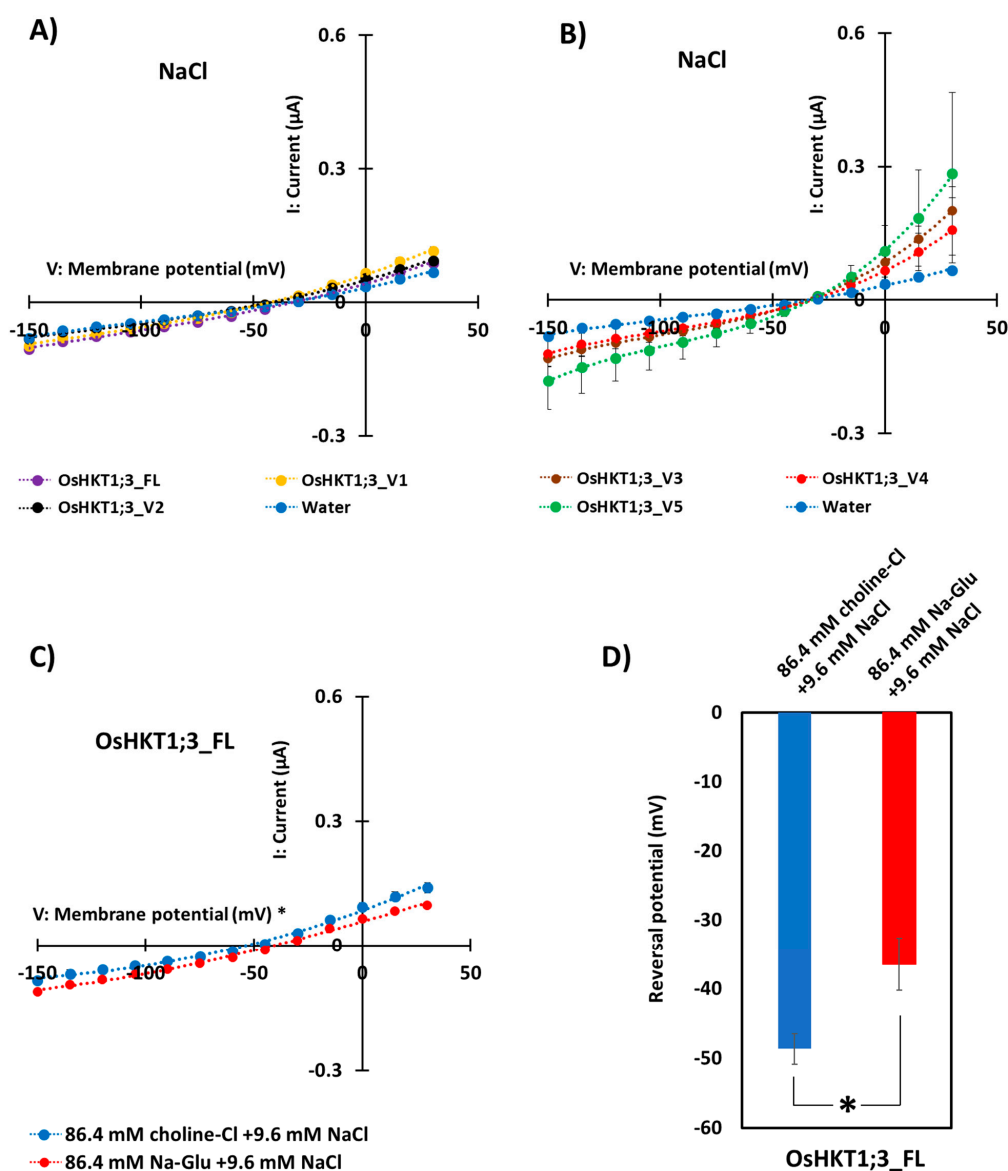 A)
NaCl
I: Current (µA)
V: Membrane potential (mV)
0.6
0.3
0
-0.3
-150
-100
-50
0
50
OsHKT1;3_FL
OsHKT1;3_V1
OsHKT1;3_V2
Water
B)
NaCl
I: Current (µA)
V: Membrane potential (mV)
0.6
0.3
0
-0.3
-150
-100
-50
0
50
OsHKT1;3_V3
OsHKT1;3_V4
OsHKT1;3_V5
Water
C)
OsHKT1;3_FL
I: Current (µA)
V: Membrane potential (mV) *
0.6
0.3
0
-0.3
-150
-100
-50
0
50
86.4 mM choline-Cl +9.6 mM NaCl
86.4 mM Na-Glu +9.6 mM NaCl
D)
86.4 mM choline-Cl
+9.6 mM NaCl
86.4 mM Na-Glu
+9.6 mM NaCl
Reversal potential (mV)
0
-10
-20
-30
-40
-50
-60
*
OsHKT1;3_FL